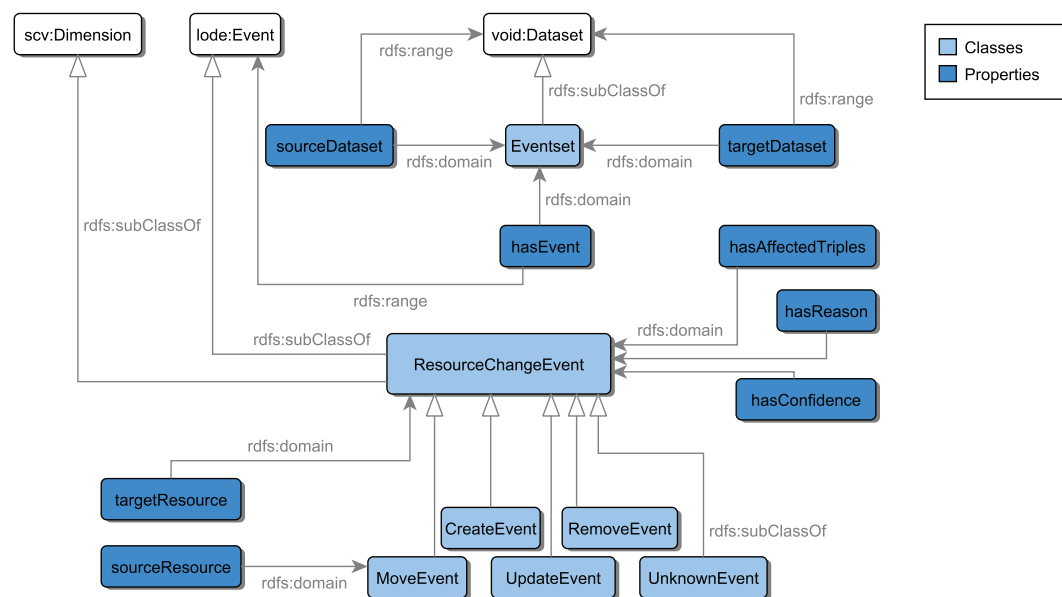 scv:Dimension
lode:Event
void:Dataset
Classes
Properties
rdfs:range
rdfs:subClassOf
rdfs:range
sourceDataset
Eventset
targetDataset
rdfs:domain
rdfs:domain
rdfs:domain
rdfs:subClassOf
hasEvent
hasAffectedTriples
rdfs:range
hasReason
rdfs:domain
rdfs:subClassOf
ResourceChangeEvent
hasConfidence
rdfs:domain
targetResource
CreateEvent
RemoveEvent
rdfs:subClassOf
sourceResource
rdfs:domain
MoveEvent
UpdateEvent
UnknownEvent